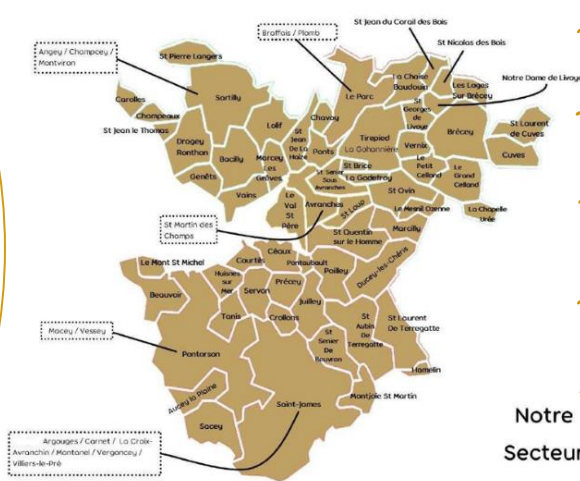 St Jean du Corail des Bois
Braffais / Plomb
St Nicolas des Bois
Angey / Champcey /
Montviron
St Pierre Langers
La Chaise
Baudouin
Notre Dame de Livoye
Les Loges
Sur Brécey
Le Parc
Carolles
Sartilly
St
Georges
de
Livoye
Champeaux
Chavoy
St Laurent
de Cuves
St Jean le Thomas
Lolif
St
Jean
De La
Haize
Tirepied
La Gohannière
Brécey
Dragey
Ronthon
Vernix
Cuves
Bacilly
Marcey
Les
Grèves
Ponts
Le
Petit
Celland
St Brice
Le
Grand
Celland
Genêts
St Senier
Sous
Avranches
La Godefroy
Vains
Le
Val
St
Père
Avranches
St Ovin
St Loup
Le Mesnil Ozenne
La Chapelle
Urée
St Martin des
Champs
St Quentin
sur le Homme
Marcilly
Céaux
Ducey-les-Chéris
Le Mont St Michel
Courtils
Pontaubault
Poilley
Huisnes
sur
Mer
Précey
Beauvoir
Servon
Juilley
Tanis
Crollons
St
Aubin
De
Terregatte
St Laurent
De Terregatte
Macey / Vessey
St
Senier
De
Beuvron
Pontorson
Hamelin
Aucey la Plaine
Saint-James
Montjoie St Martin
Sacey
Notre
Argouges / Carnet / La Croix-
Avranchin / Montanel / Vergoncey /
Villiers-le-Pré
Secteur